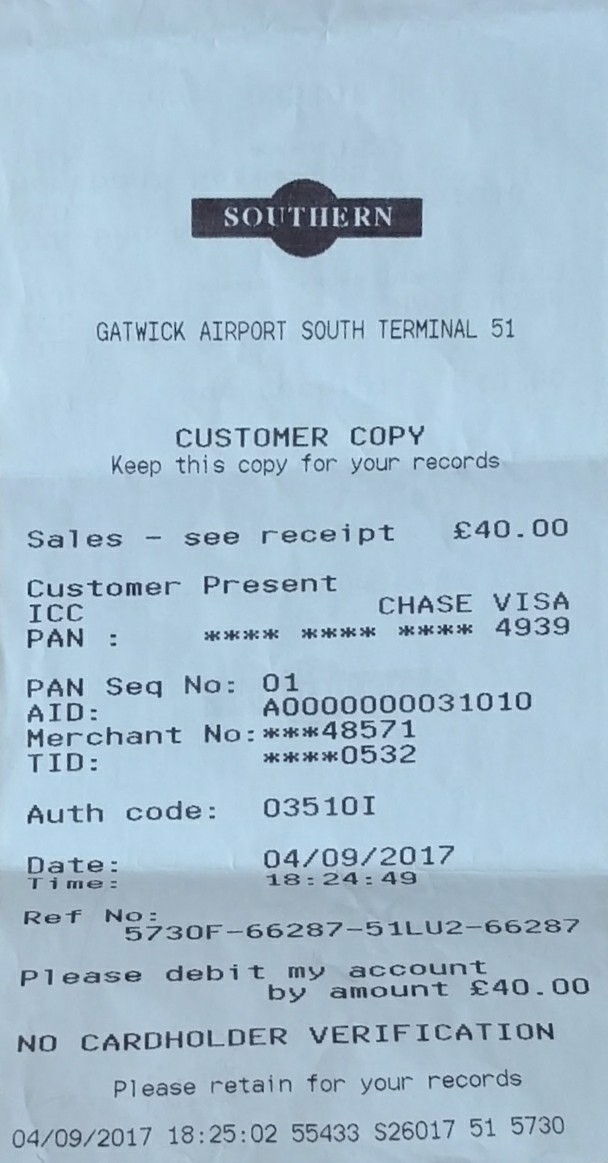 SOUTHERN
GATWICK AIRPORT SOUTH TERMINAL 51
CUSTOMER COPY
Keep this copy for your records
Sales - see receipt £40.00
Customer Present
ICC CHASE VISA
PAN : **** **** **** 4939
PAN Seq No: 01
AID: A0000000031010
Merchant No:***48571
TID: ****0532
Auth code: 03510I
Date: 04/09/2017
Time: 18:24:49
Ref No:
5730F-66287-51LU2-66287
Please debit my account
by amount £40.00
NO CARDHOLDER VERIFICATION
Please retain for your records
04/09/2017 18:25:02 55433 S26017 51 5730